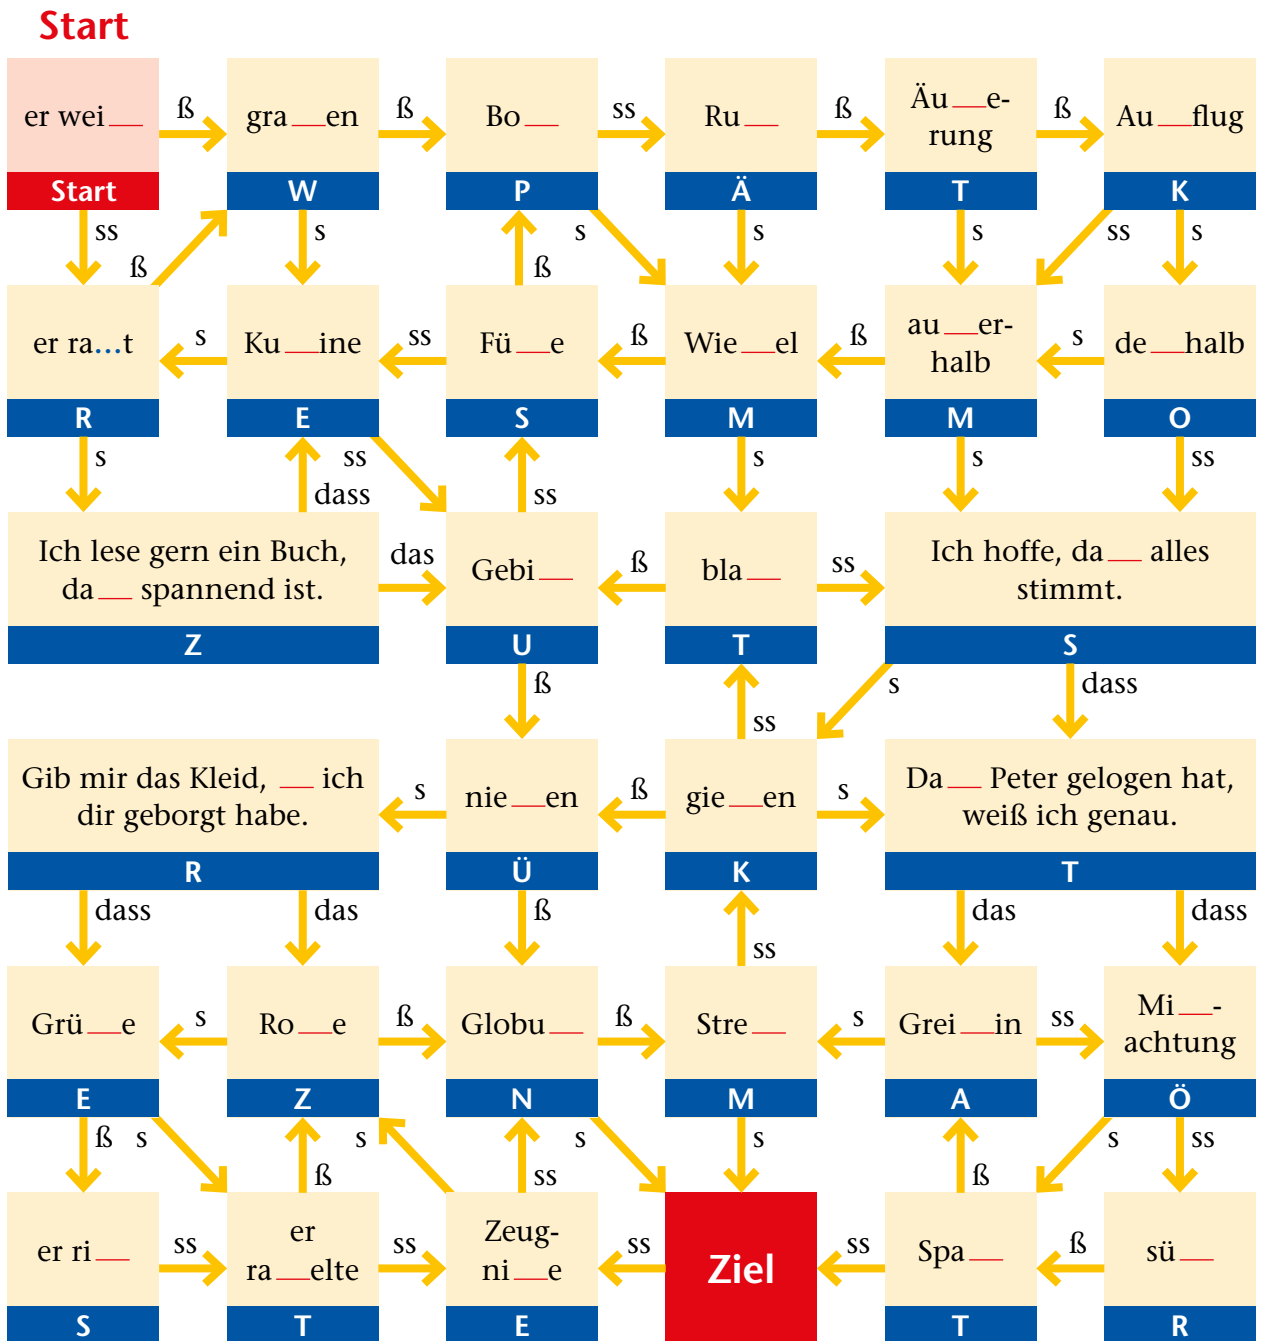 Start
er wei__ ß gra__en ß Bo__ ss Ru__ ß Äu__e-
rung ß Au__flug
Start W P Ä T K
ss ß s s s s ss s
ß
er ra...t s Ku__ine ss Fü__e ß Wie__el ß au__er-
halb s de__halb
R E S M M O
s ss dass ss s s ss
Ich lese gern ein Buch,
da__ spannend ist.
das Gebi__ ß bla__ ss
Ich hoffe, da__ alles
stimmt.
Z U T S
ß ss s dass
Gib mir das Kleid, __ ich
dir geborgt habe.
s nie__en ß gie__en s
Da__ Peter gelogen hat,
weiß ich genau.
R Ü K T
dass das ß ss das dass
Grü__e s Ro__e ß Globu__ ß Stre__ s Grei__in ss Mi__-
achtung
E Z N M A Ö
ß s ß s ss s s ß s ss
er ri__ ss er
ra__elte ss Zeug-
ni__e ss Ziel ss Spa__ ß sü__
S T E T R